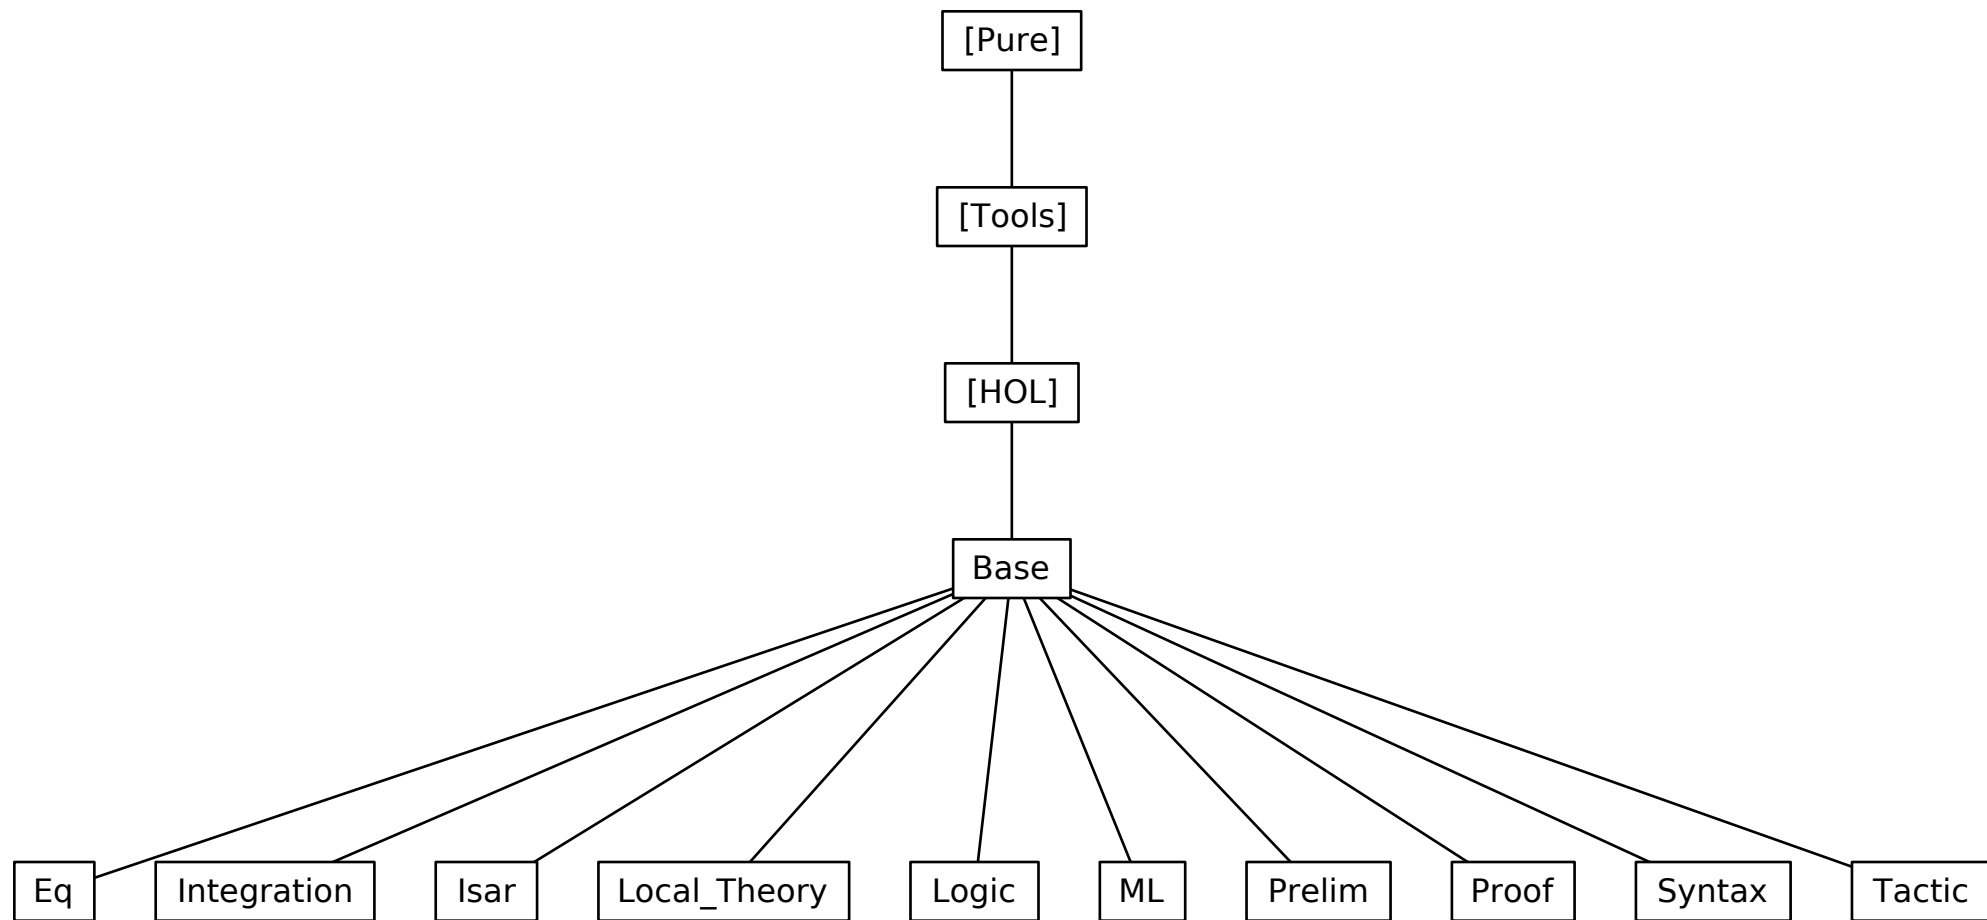 [Pure]
[Tools]
[HOL]
Base
Eq Integration Isar Local_Theory Logic ML Prelim Proof Syntax Tactic